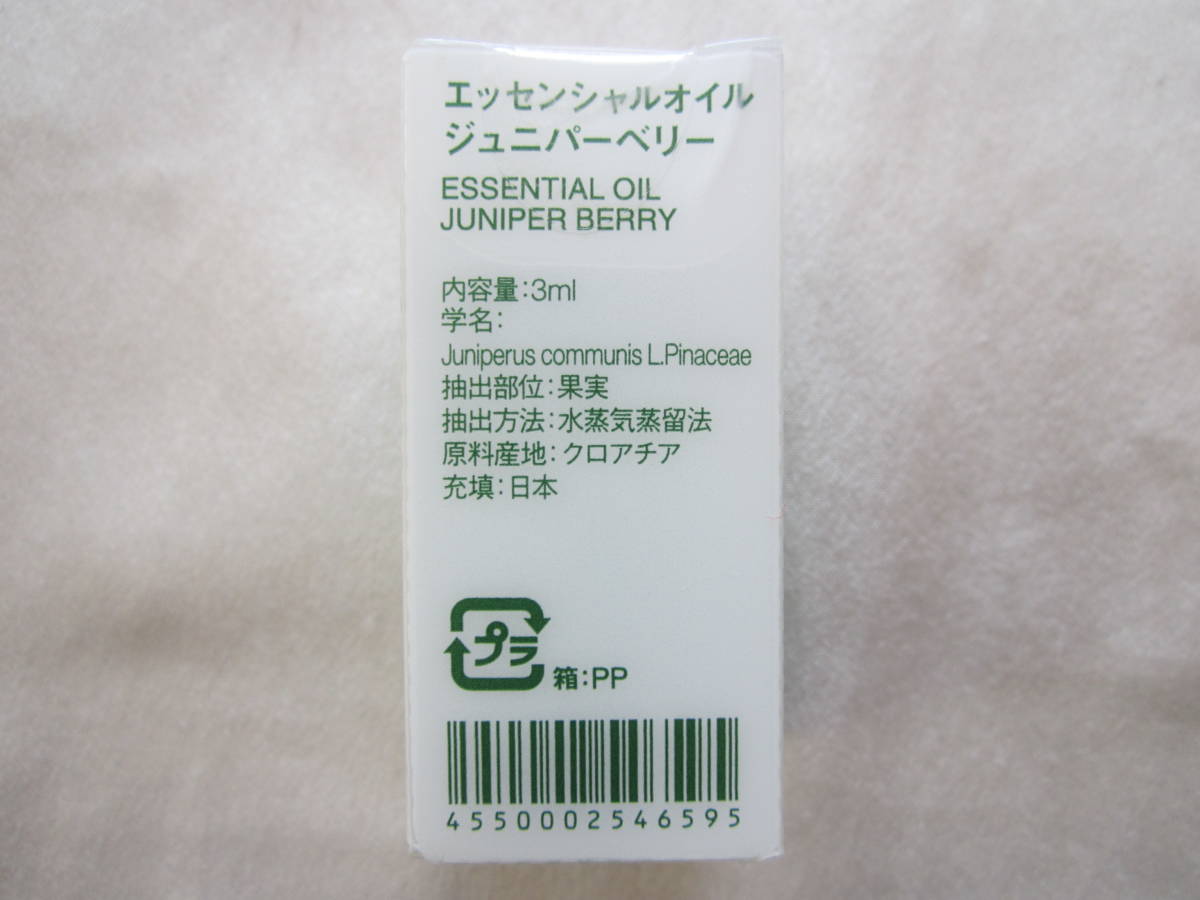 エッセンシャルオイル
ジュニパーベリー
ESSENTIAL OIL
JUNIPER BERRY
内容量:3ml
学名:
Juniperus communis L.Pinaceae
抽出部位:果実
抽出方法:水蒸気蒸留法
原料産地:クロアチア
充填:日本
プラ
箱:PP
4550002546595